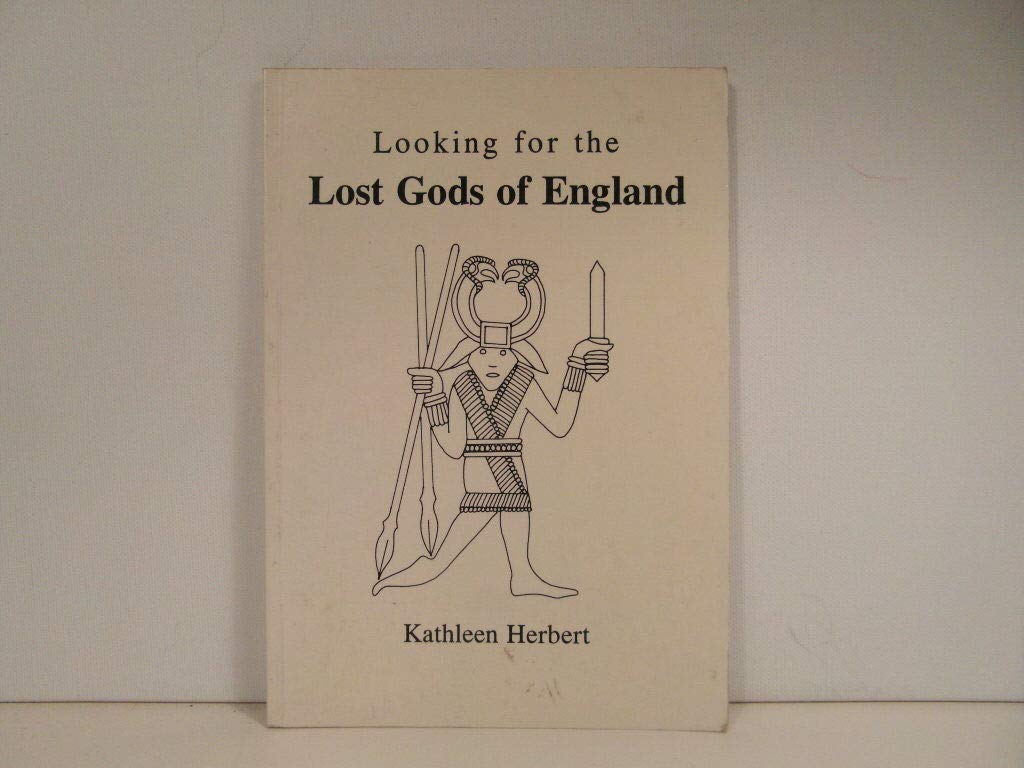 Looking for the
Lost Gods of England
Kathleen Herbert